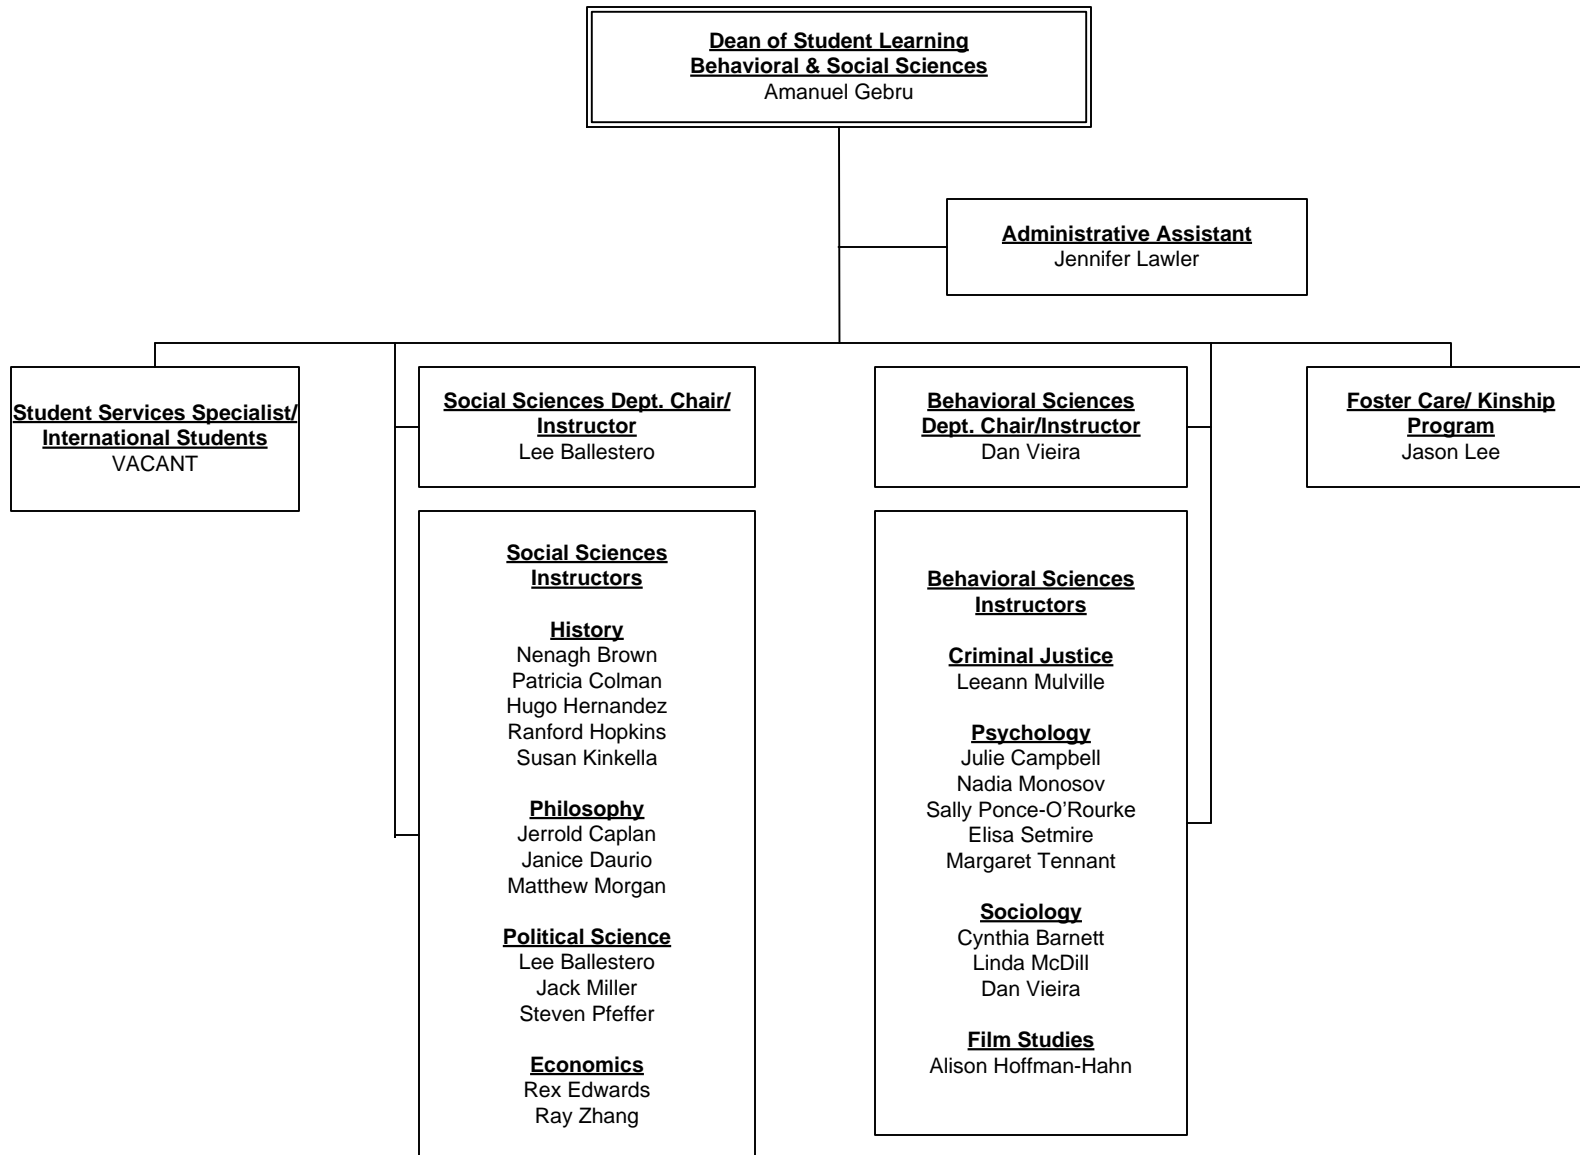 Dean of Student Learning
Behavioral & Social Sciences
Amanuel Gebru
Administrative Assistant
Jennifer Lawler
Student Services Specialist/
International Students
VACANT
Social Sciences Dept. Chair/
Instructor
Lee Ballestero
Behavioral Sciences
Dept. Chair/Instructor
Dan Vieira
Foster Care/ Kinship
Program
Jason Lee
Social Sciences
Instructors
History
Nenagh Brown
Patricia Colman
Hugo Hernandez
Ranford Hopkins
Susan Kinkella
Philosophy
Jerrold Caplan
Janice Daurio
Matthew Morgan
Political Science
Lee Ballestero
Jack Miller
Steven Pfeffer
Economics
Rex Edwards
Ray Zhang
Behavioral Sciences
Instructors
Criminal Justice
Leeann Mulville
Psychology
Julie Campbell
Nadia Monosov
Sally Ponce-O’Rourke
Elisa Setmire
Margaret Tennant
Sociology
Cynthia Barnett
Linda McDill
Dan Vieira
Film Studies
Alison Hoffman-Hahn